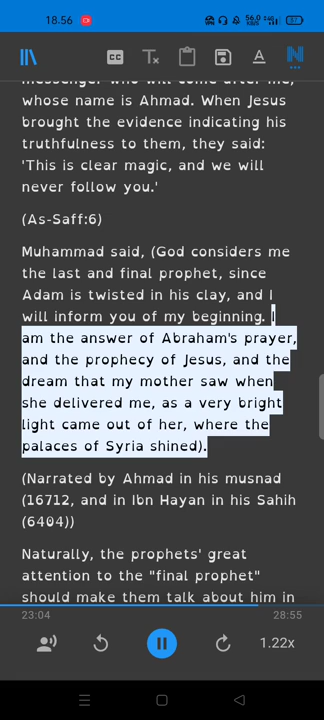 18.56
56.0
KB/S
57
CC
messenger who will come after me,
whose name is Ahmad. When Jesus
brought the evidence indicating his
truthfulness to them, they said:
'This is clear magic, and we will
never follow you.'
(As-Saff:6)
Muhammad said, (God considers me
the last and final prophet, since
Adam is twisted in his clay, and I
will inform you of my beginning. I
am the answer of Abraham's prayer,
and the prophecy of Jesus, and the
dream that my mother saw when
she delivered me, as a very bright
light came out of her, where the
palaces of Syria shined).
(Narrated by Ahmad in his musnad
(16712, and in Ibn Hayan in his Sahih
(6404))
Naturally, the prophets' great
attention to the "final prophet"
should make them talk about him in
23:04
28:55
1.22x